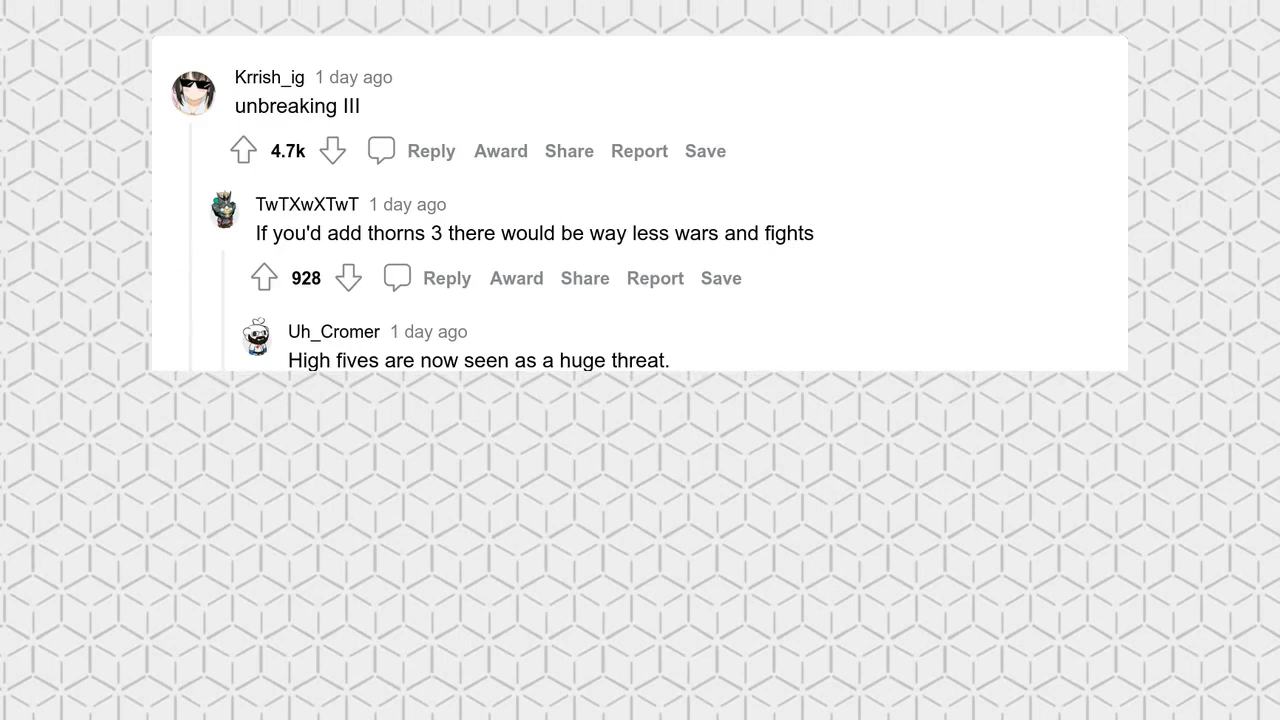 Krrish_ig 1 day ago
unbreaking III
4.7k Reply Award Share Report Save
TwTXwXTwT 1 day ago
If you'd add thorns 3 there would be way less wars and fights
928 Reply Award Share Report Save
Uh_Cromer 1 day ago
High fives are now seen as a huge threat.